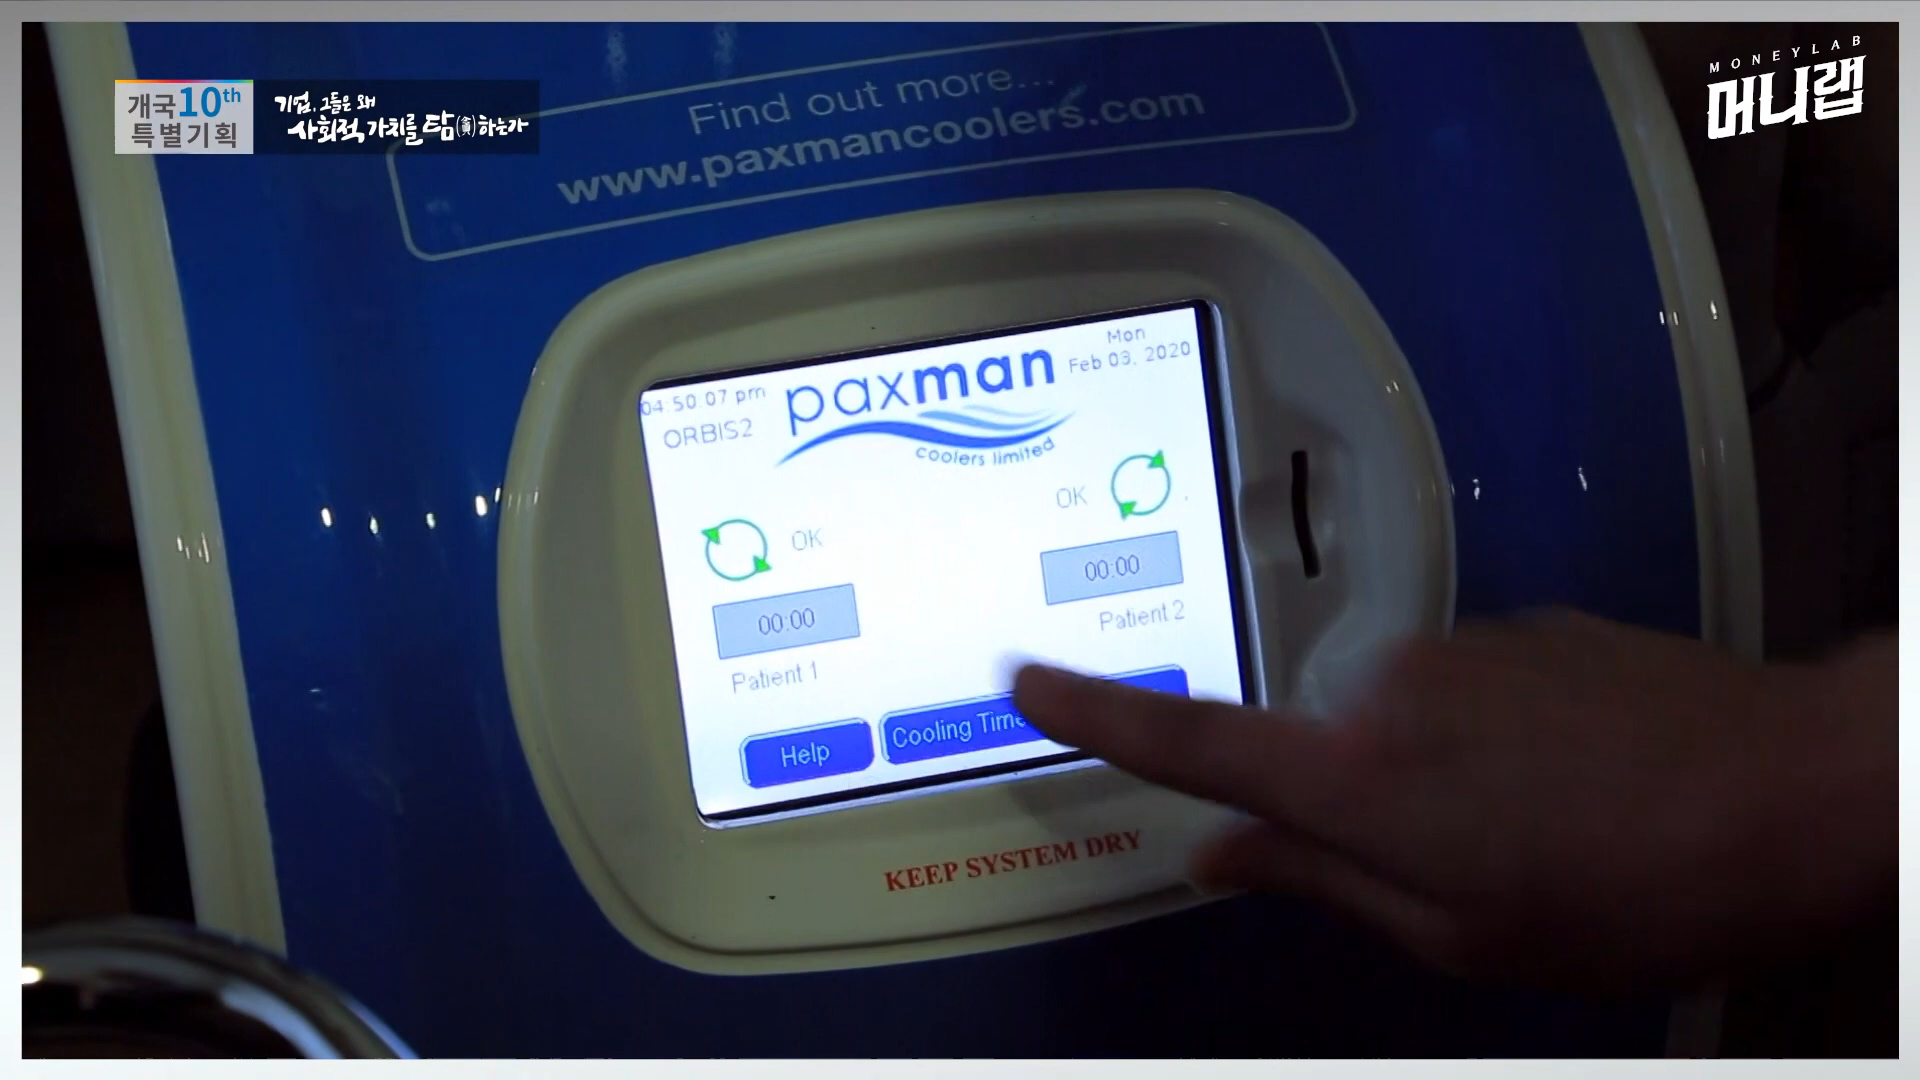 개국10th
특별기획
기업, 그들은 왜
사회적 가치를 탐(貪)하는가
MONEYLAB
머니랩
Find out more...
www.paxmancoolers.com
04:50:07 pm
Mon
Feb 03, 2020
ORBIS2
paxman
coolers limited
OK
OK
00:00
00:00
Patient 1
Patient 2
Help
Cooling Time
KEEP SYSTEM DRY